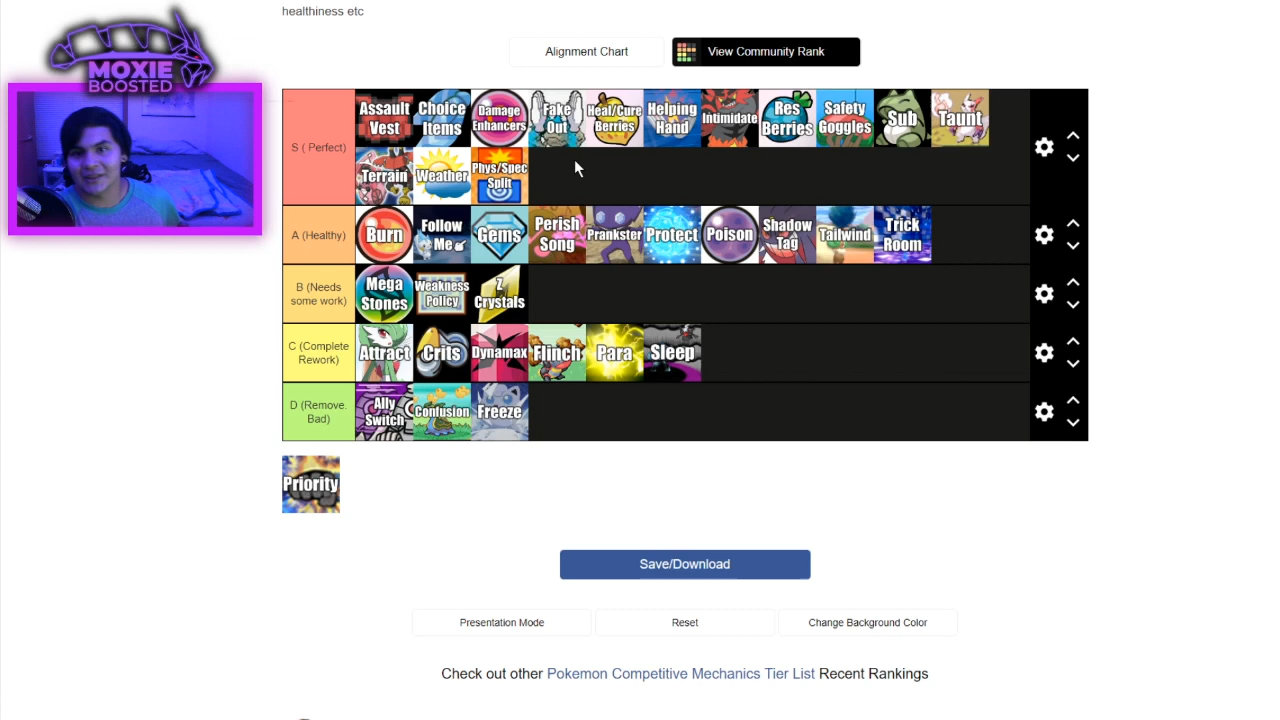 healthiness etc
MOXIE
BOOSTED
Alignment Chart
View Community Rank
S ( Perfect)
Assault Vest
Choice Items
Damage Enhancers
Fake Out
Heal/Cure Berries
Helping Hand
Intimidate
Res Berries
Safety Goggles
Sub
Taunt
Terrain
Weather
Phys/Spec Split
A (Healthy)
Burn
Follow Me
Gems
Perish Song
Prankster
Protect
Poison
Shadow Tag
Tailwind
Trick Room
B (Needs some work)
Mega Stones
Weakness Policy
Z Crystals
C (Complete Rework)
Attract
Crits
Dynamax
Flinch
Para
Sleep
D (Remove. Bad)
Ally Switch
Confusion
Freeze
Priority
Save/Download
Presentation Mode
Reset
Change Background Color
Check out other Pokemon Competitive Mechanics Tier List Recent Rankings